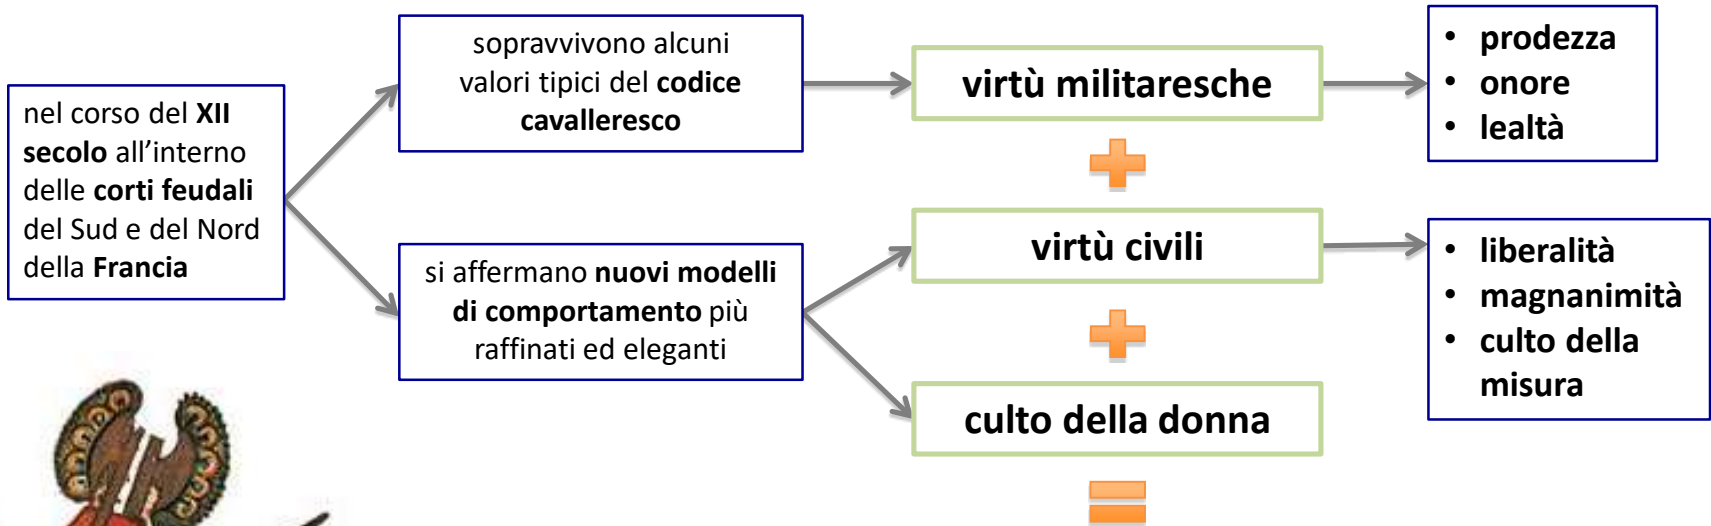 nel corso del XII
secolo all’interno
delle corti feudali
del Sud e del Nord
della Francia
sopravvivono alcuni
valori tipici del codice
cavalleresco
virtù militaresche
• prodezza
• onore
• lealtà
si affermano nuovi modelli
di comportamento più
raffinati ed eleganti
virtù civili
• liberalità
• magnanimità
• culto della
misura
culto della donna